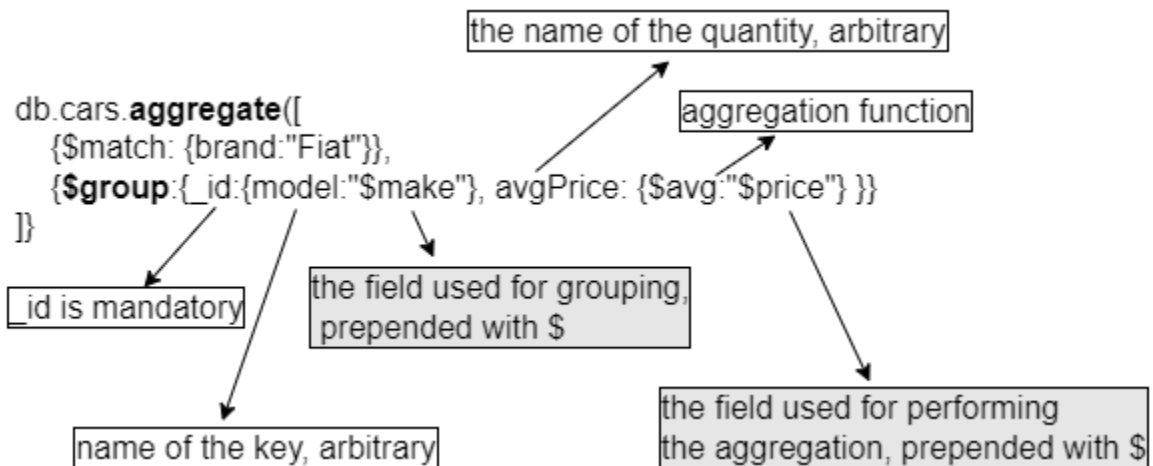 the name of the quantity, arbitrary
aggregation function
db.cars.aggregate([
{$match: {brand:"Fiat"}},
{$group:{_id:{model:"$make"}, avgPrice: {$avg:"$price"} }}
]}
_id is mandatory
the field used for grouping,
prepended with $
name of the key, arbitrary
the field used for performing
the aggregation, prepended with $